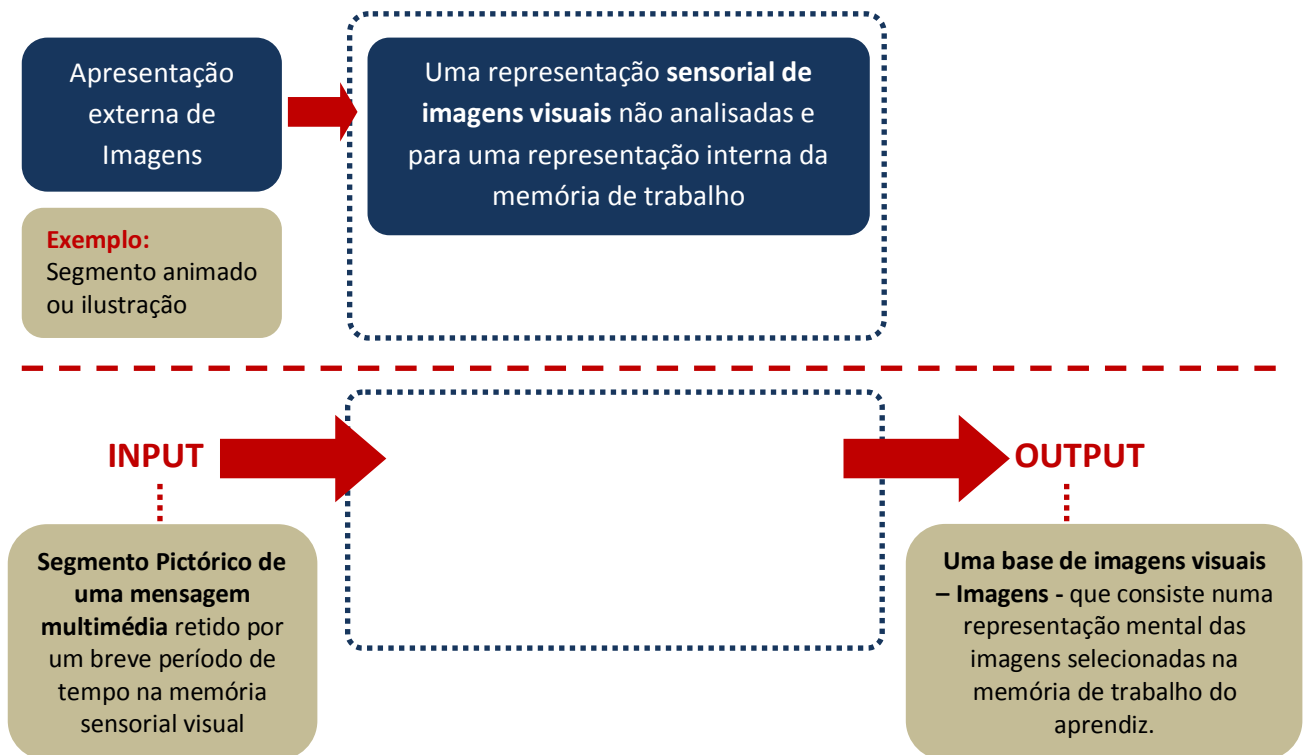 Apresentação
externa de
Imagens
Uma representação sensorial de
imagens visuais não analisadas e
para uma representação interna da
memória de trabalho
Exemplo:
Segmento animado
ou ilustração
INPUT
OUTPUT
Segmento Pictórico de
uma mensagem
multimédia retido por
um breve período de
tempo na memória
sensorial visual
Uma base de imagens visuais
– Imagens - que consiste numa
representação mental das
imagens selecionadas na
memória de trabalho do
aprendiz.